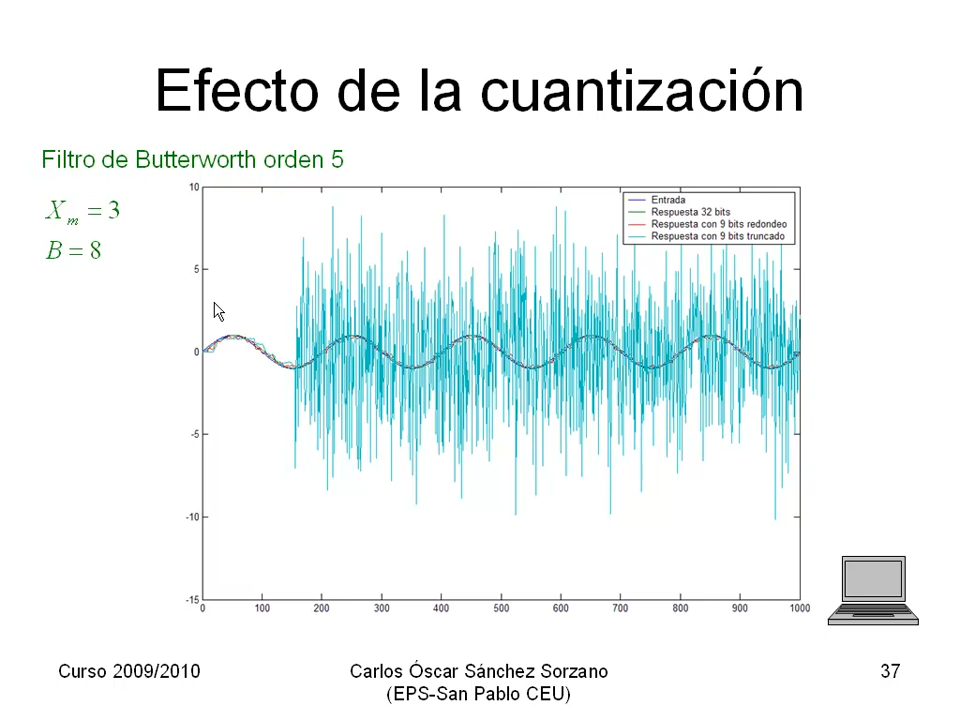 Efecto de la cuantización
Filtro de Butterworth orden 5
X_m = 3
B = 8
10
5
0
-5
-10
-15
0 100 200 300 400 500 600 700 800 900 1000
Entrada
Respuesta 32 bits
Respuesta con 9 bits redondeo
Respuesta con 9 bits truncado
Curso 2009/2010
Carlos Óscar Sánchez Sorzano
(EPS-San Pablo CEU)
37